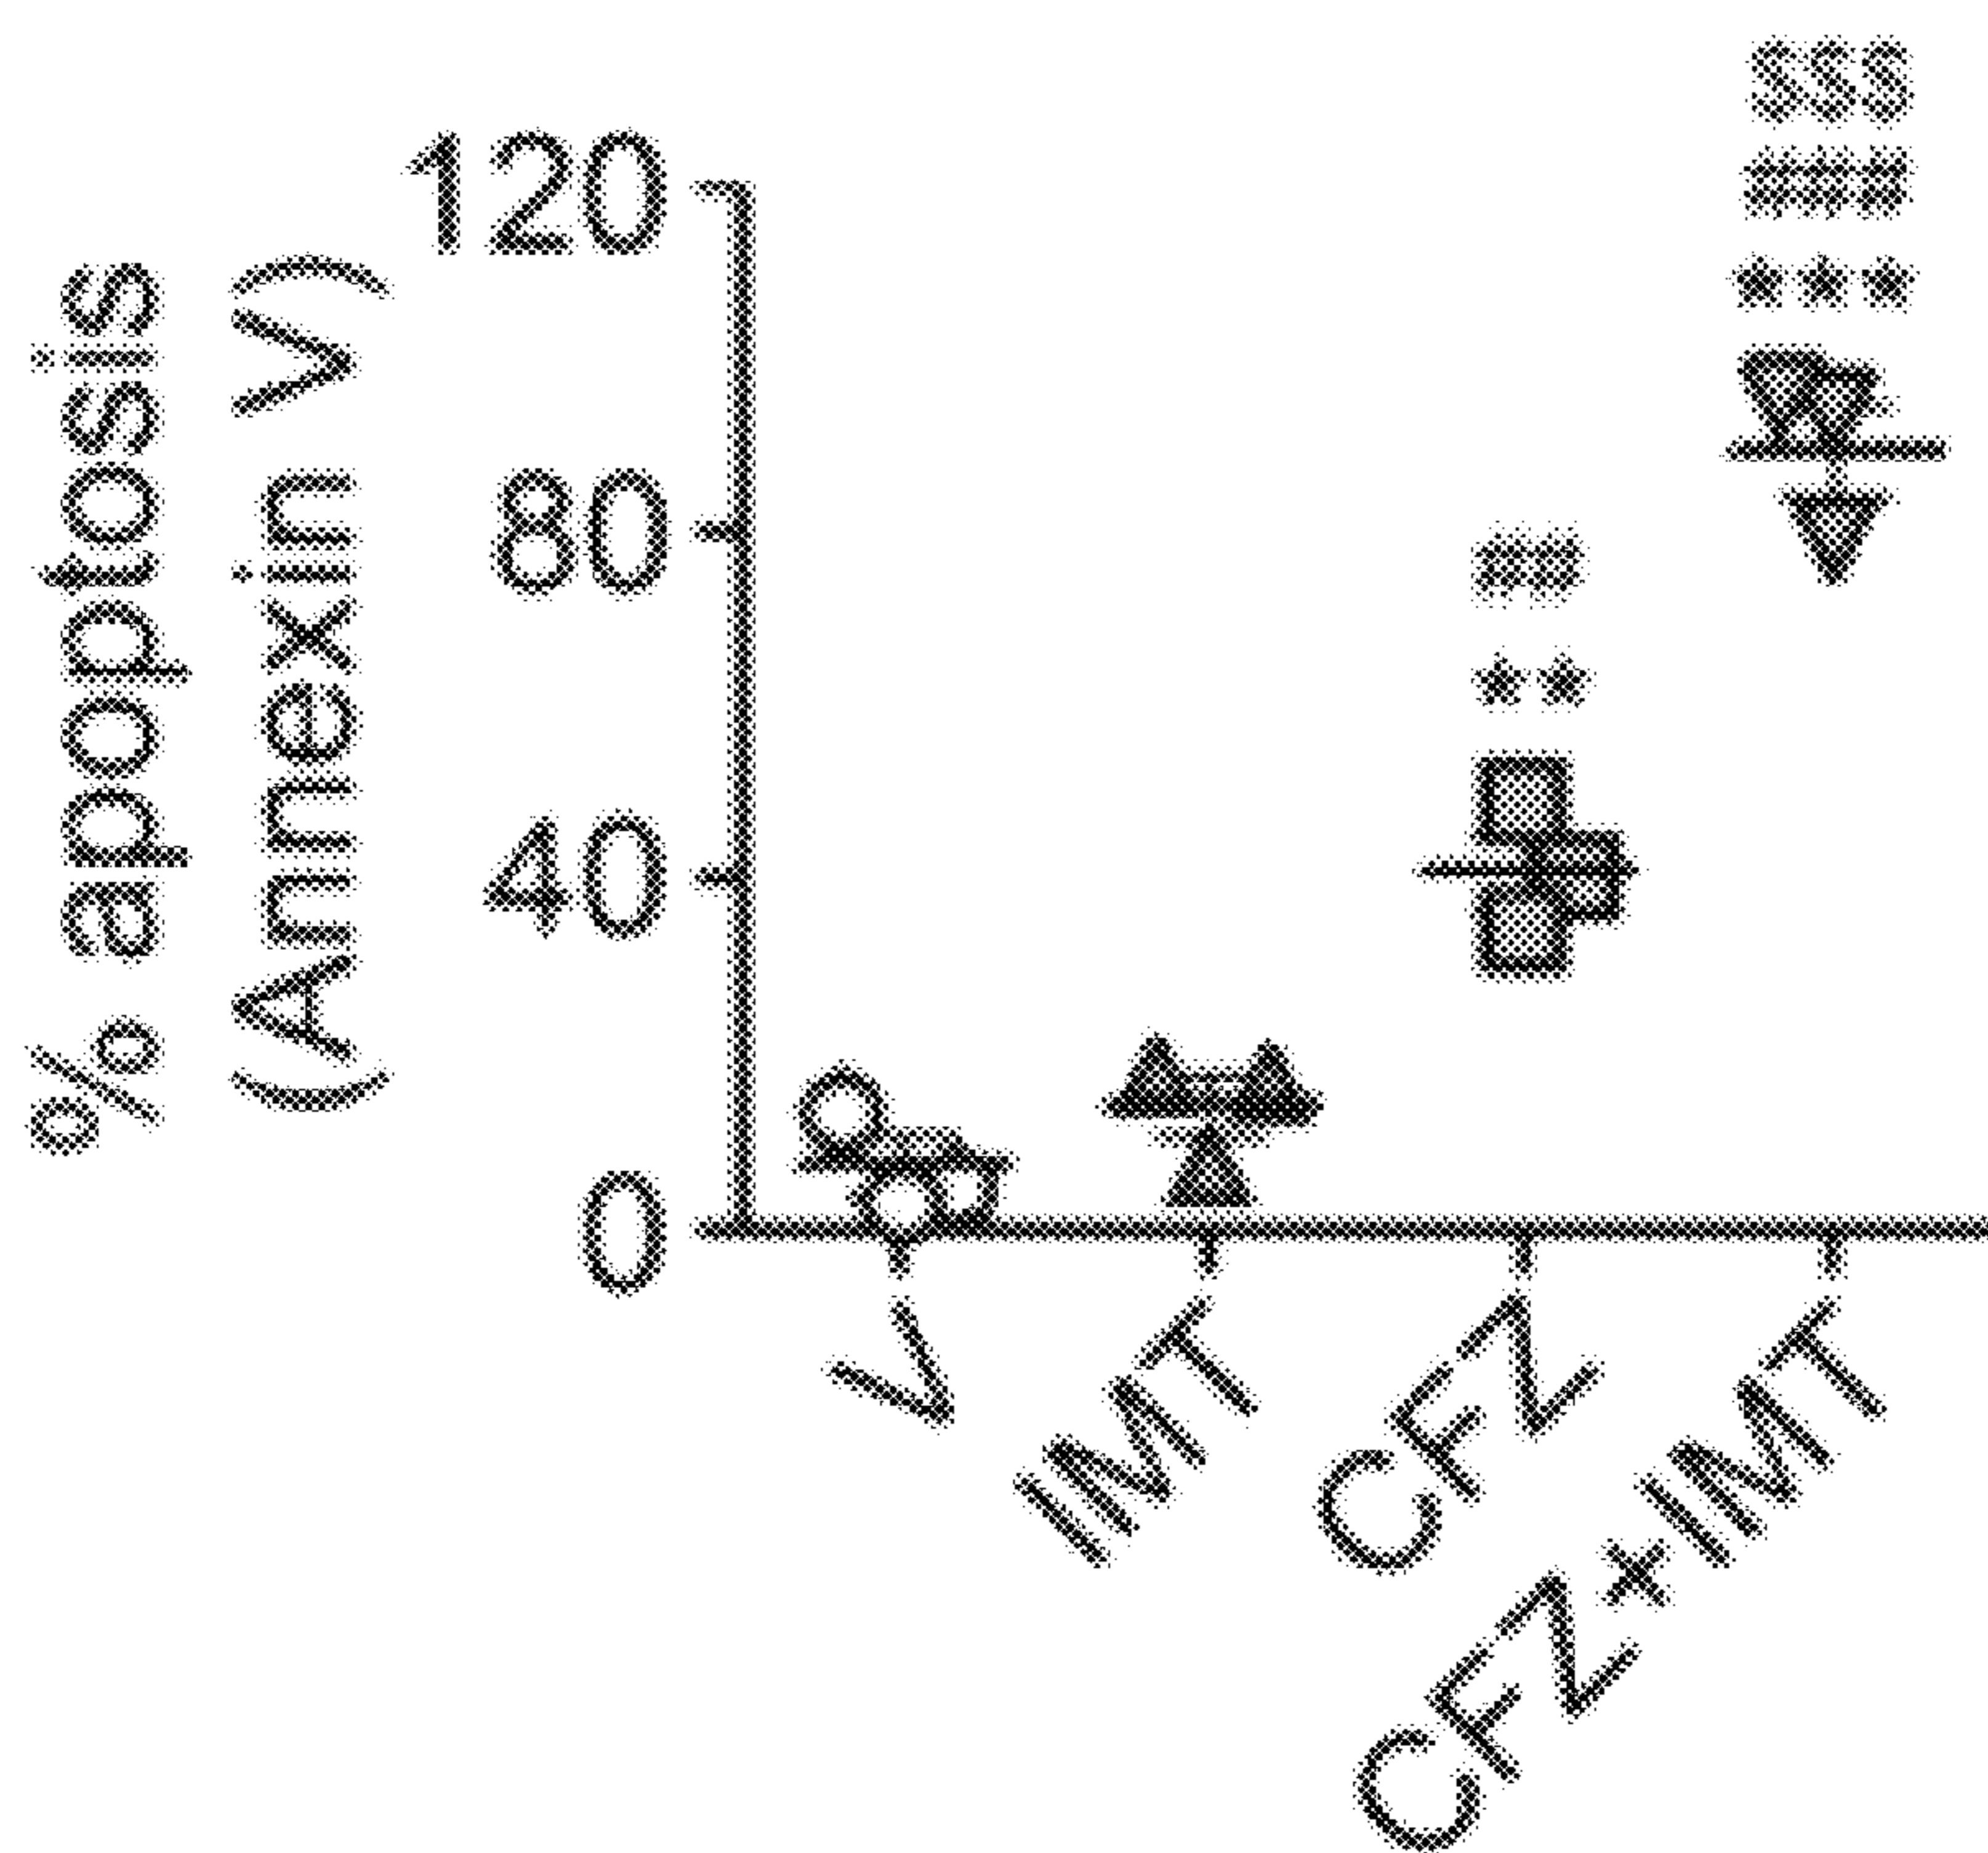 % apoptosis
(Annexin V)
120
80
40
0
***
**
V
IMT
CFZ
CFZ+IMT